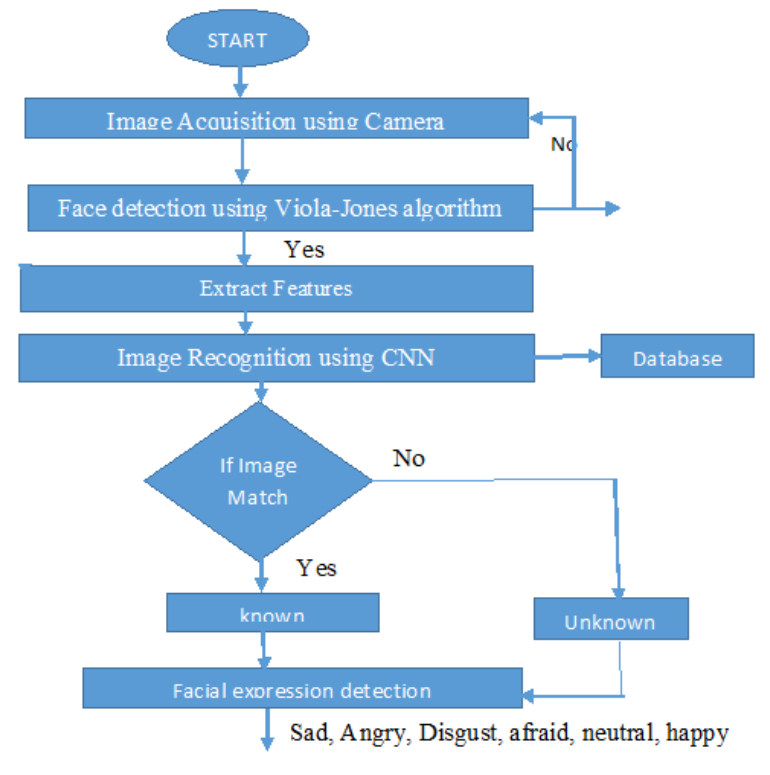 START
Image Acquisition using Camera
No
Face detection using Viola-Jones algorithm
Yes
Extract Features
Image Recognition using CNN
Database
If Image
Match
No
Yes
known
Unknown
Facial expression detection
Sad, Angry, Disgust, afraid, neutral, happy